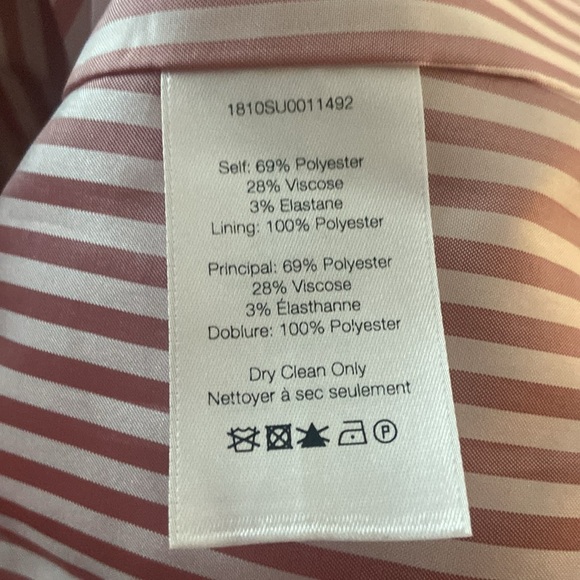 1810SU0011492
Self: 69% Polyester
28% Viscose
3% Elastane
Lining: 100% Polyester
Principal: 69% Polyester
28% Viscose
3% Élasthanne
Doblure: 100% Polyester
Dry Clean Only
Nettoyer à sec seulement
P